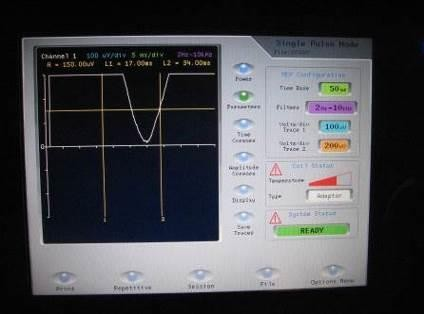 Single Pulse Mode
Channel 1 100 uV/div 5 ms/div 2Hz-10kHz
R = 150.00uV L1 = 17.00ms L2 = 34.00ms
Power
Parameters
Time Cursors
Amplitude Cursors
Display
Save Traces
MEP Configuration
Time Base 50
Filters 2Hz-10kHz
Volts/div Trace 1 100uV
Volts/div Trace 2 200uV
Coil Status
Temperature
Type Adaptor
System Status
READY
0
1
2
Print
Repetitive
Session
File
Options Menu